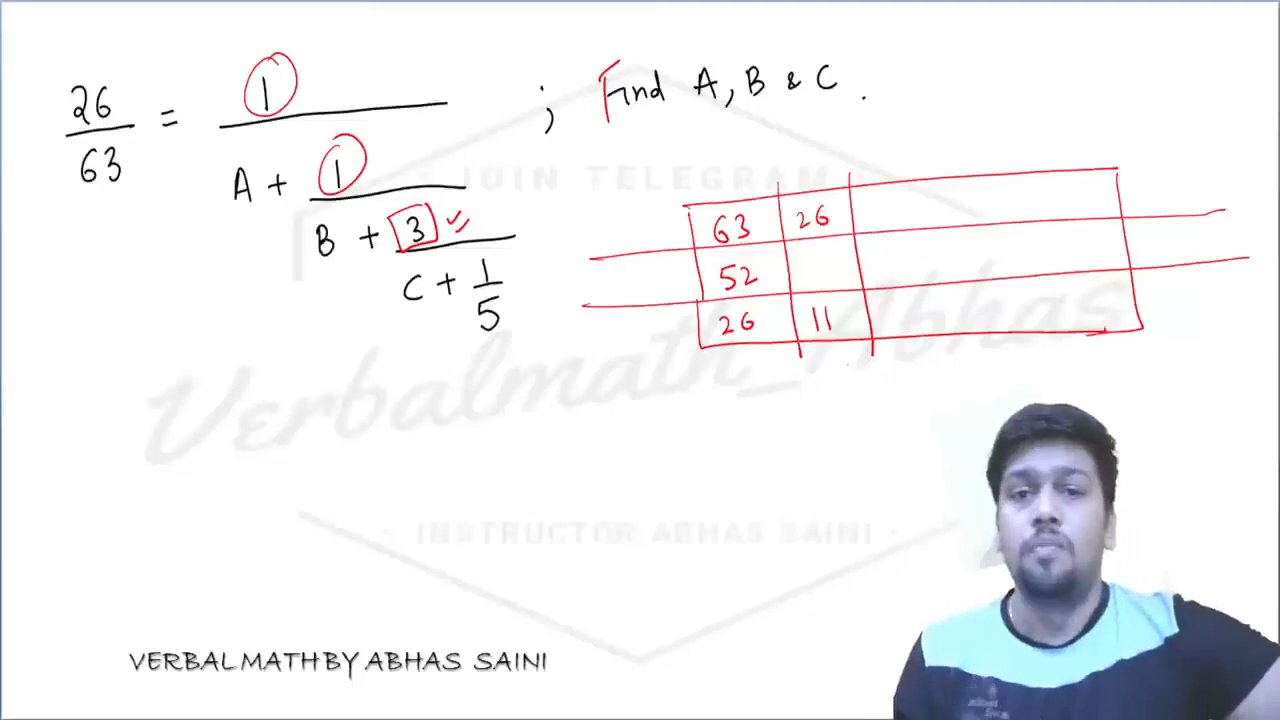 26/63 = 1/(A + 1/(B + 3/(C + 1/5))) ; Find A, B & C .
63 26
52
26 11
JOIN TELEGRAM
Verbalmath_Abhas
- INSTRUCTOR ABHAS SAINI -
VERBAL MATH BY ABHAS SAINI